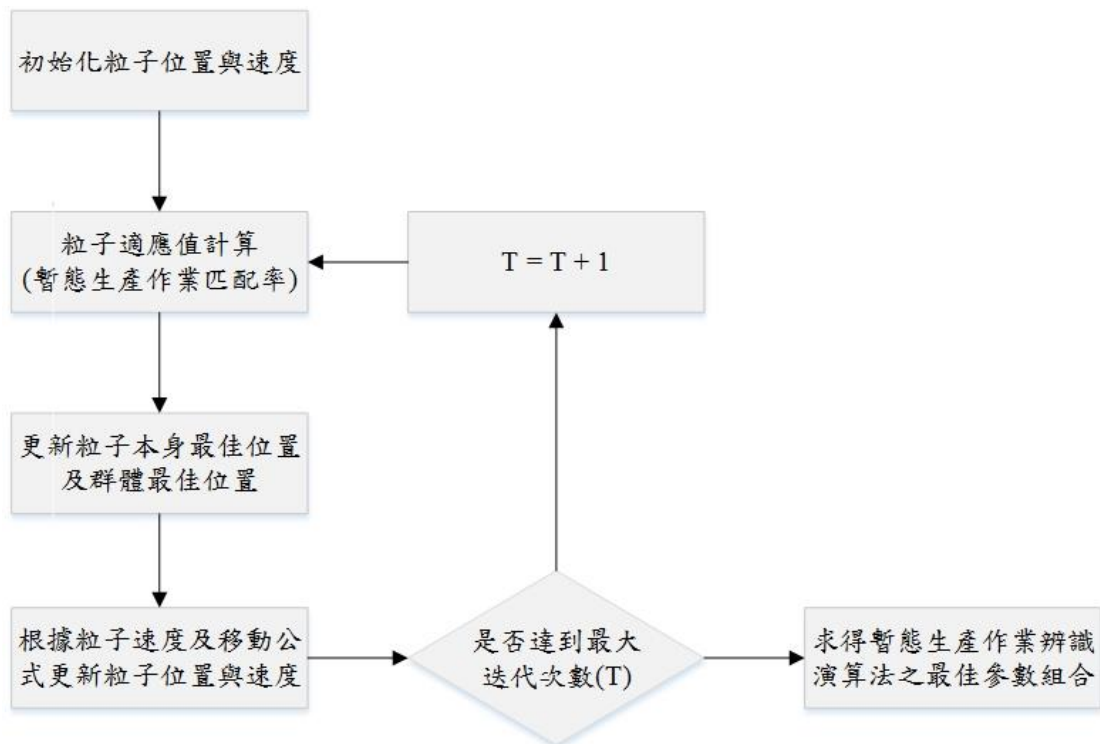 初始化粒子位置與速度
粒子適應值計算
(暫態生產作業匹配率)
T = T + 1
更新粒子本身最佳位置
及群體最佳位置
根據粒子速度及移動公
式更新粒子位置與速度
是否達到最大
迭代次數(T)
求得暫態生產作業辨識
演算法之最佳參數組合